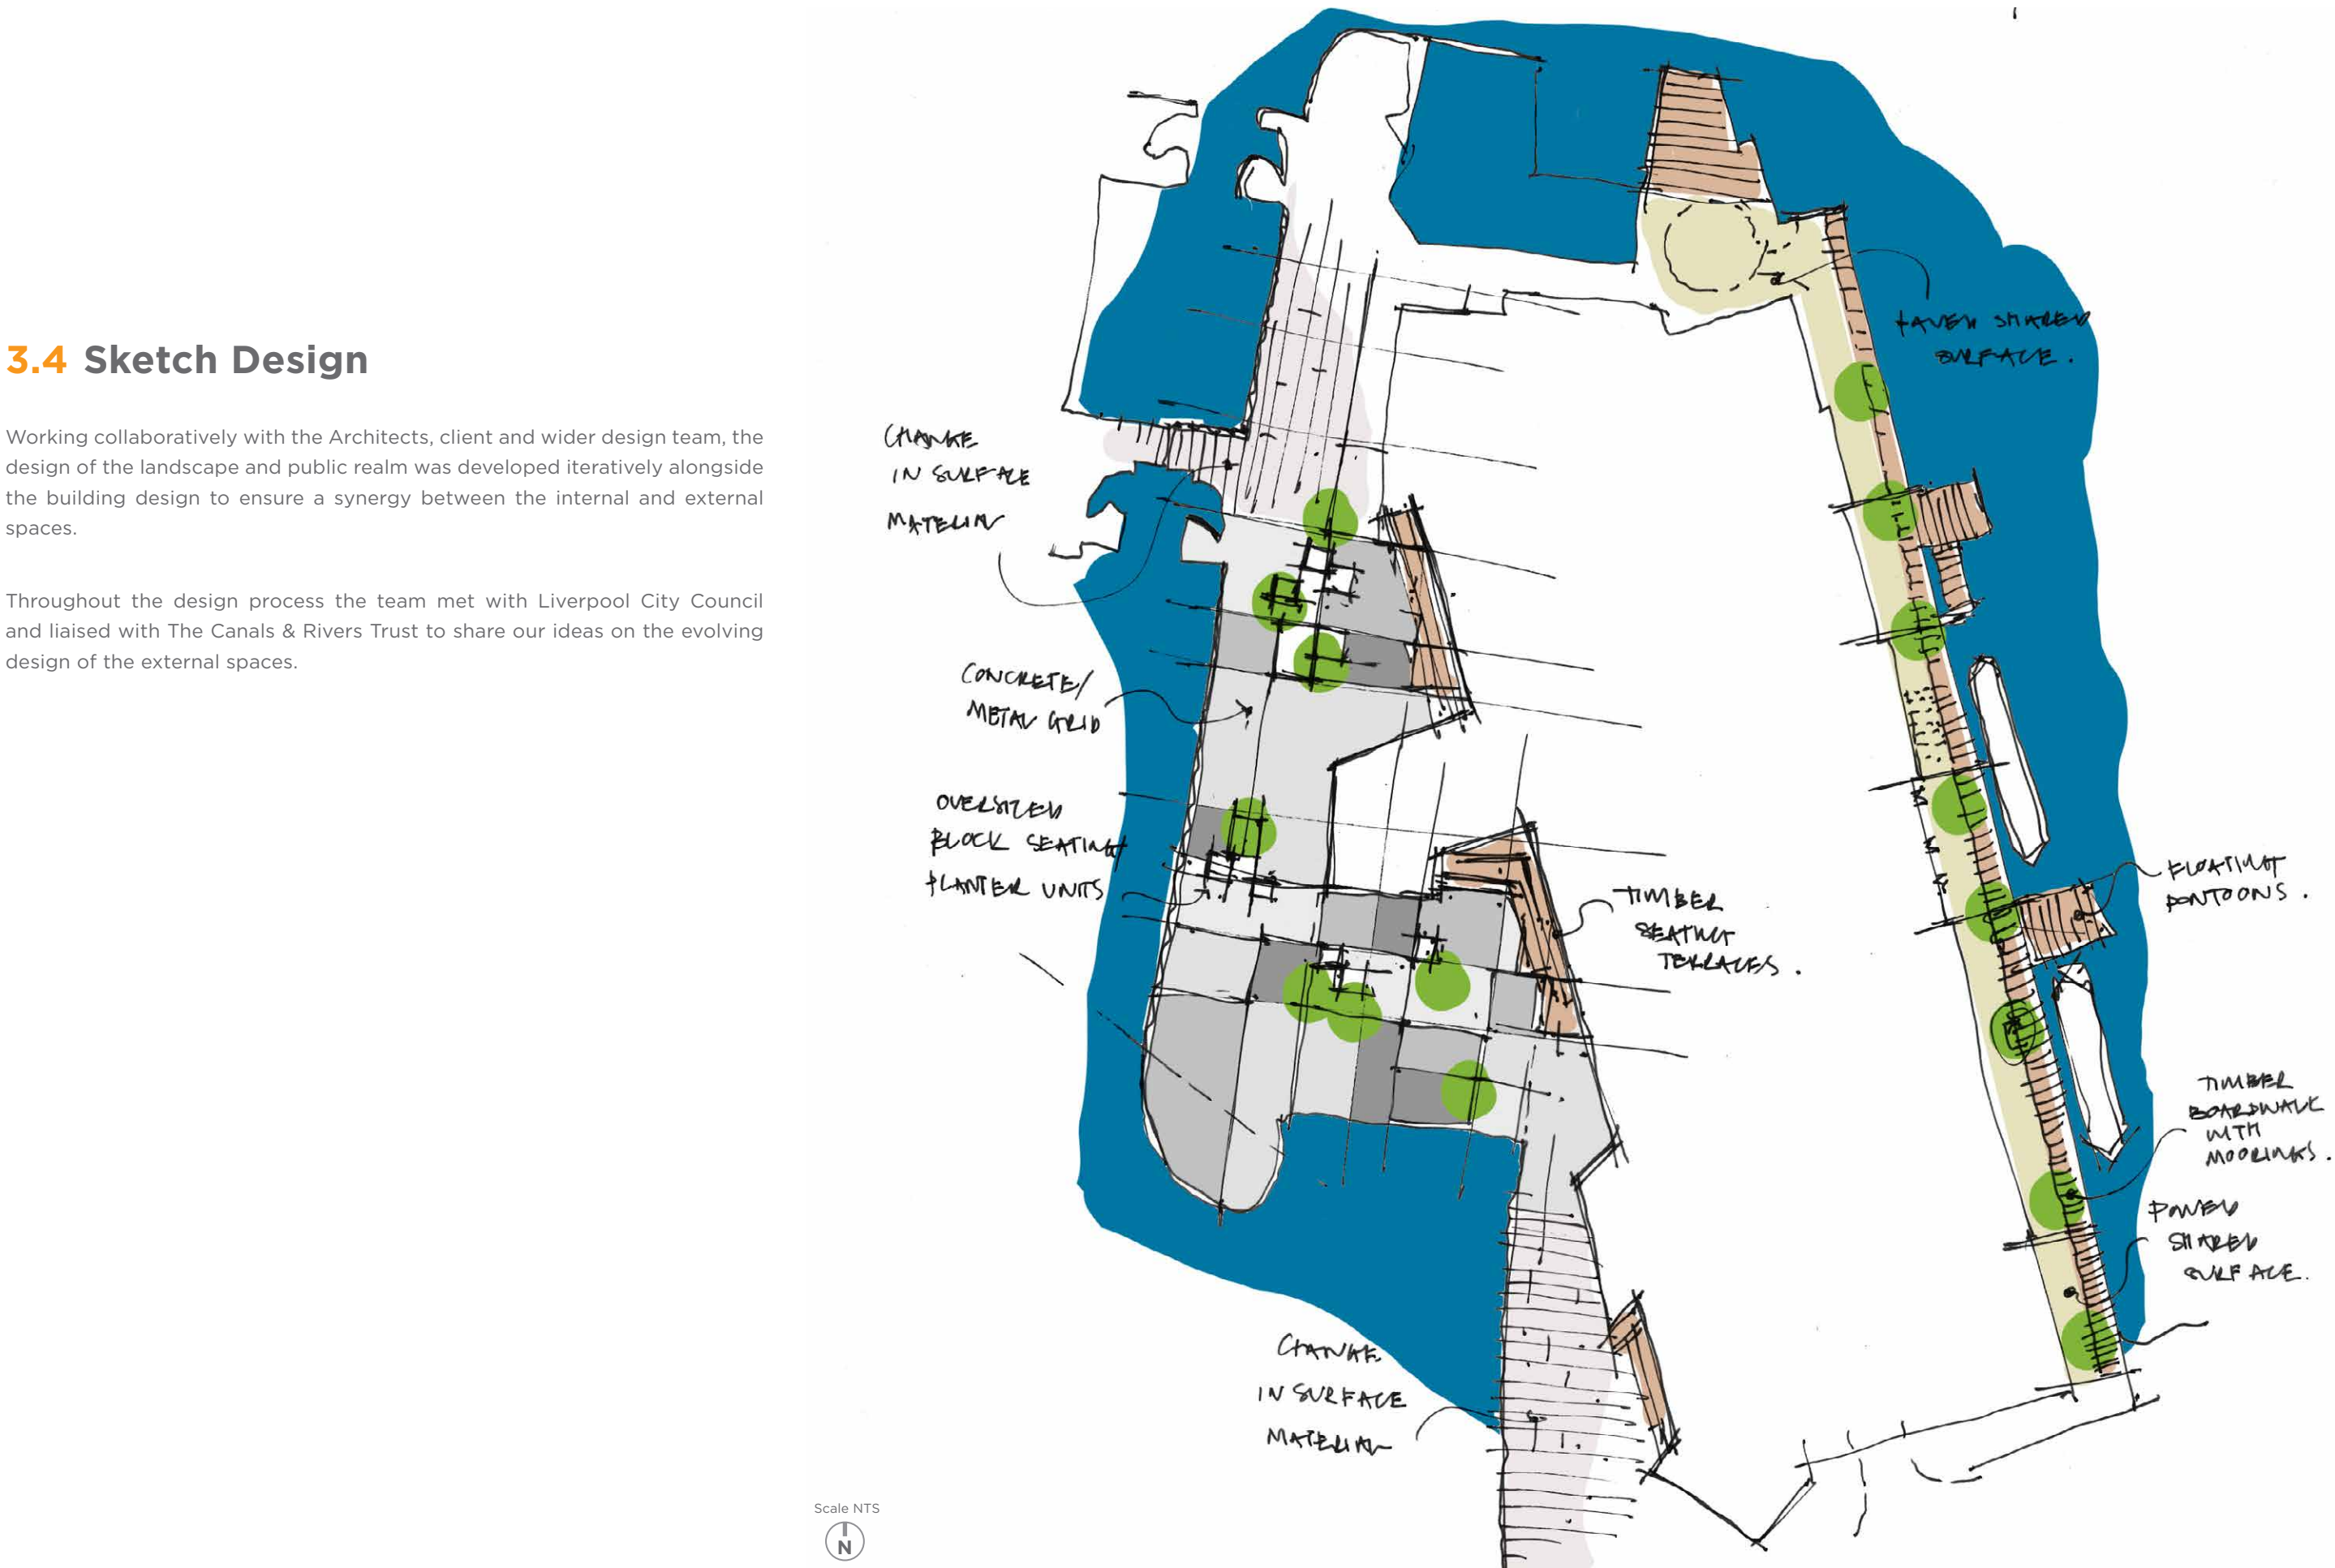 3.4 Sketch Design
Working collaboratively with the Architects, client and wider design team, the
design of the landscape and public realm was developed iteratively alongside
the building design to ensure a synergy between the internal and external
spaces.
Throughout the design process the team met with Liverpool City Council
and liaised with The Canals & Rivers Trust to share our ideas on the evolving
design of the external spaces.
CHANGE
IN SURFACE
MATERIAL
CONCRETE/
METAL GRID
OVERSIZED
BLOCK SEATING/
PLANTER UNITS
TIMBER
SEATING
TERRACES.
CHANGE
IN SURFACE
MATERIAL
PAVED SHARED
SURFACE.
FLOATING
PONTOONS.
TIMBER
BOARDWALK
WITH
MOORINGS.
PAVED
SHARED
SURFACE.
Scale NTS
N